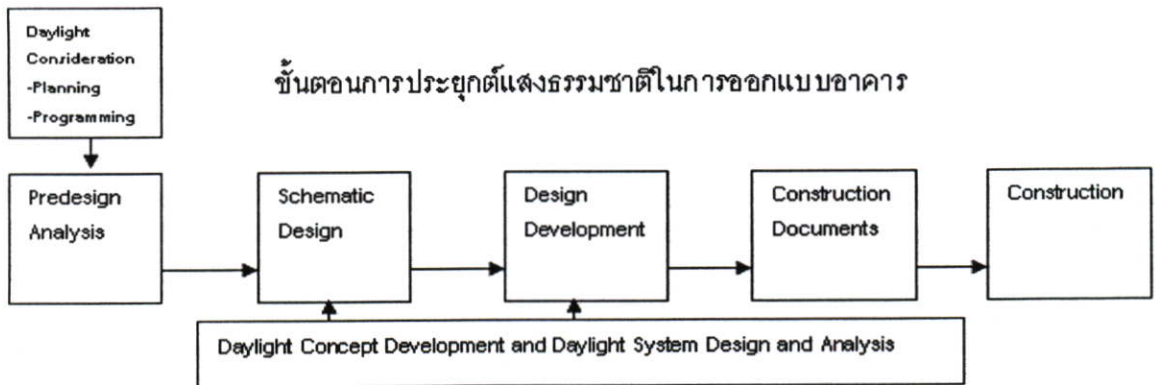 Daylight
Consideration
-Planning
-Programming
ขั้นตอนการประยุกต์แสงธรรมชาติในการออกแบบอาคาร
Predesign
Analysis
Schematic
Design
Design
Development
Construction
Documents
Construction
Daylight Concept Development and Daylight System Design and Analysis